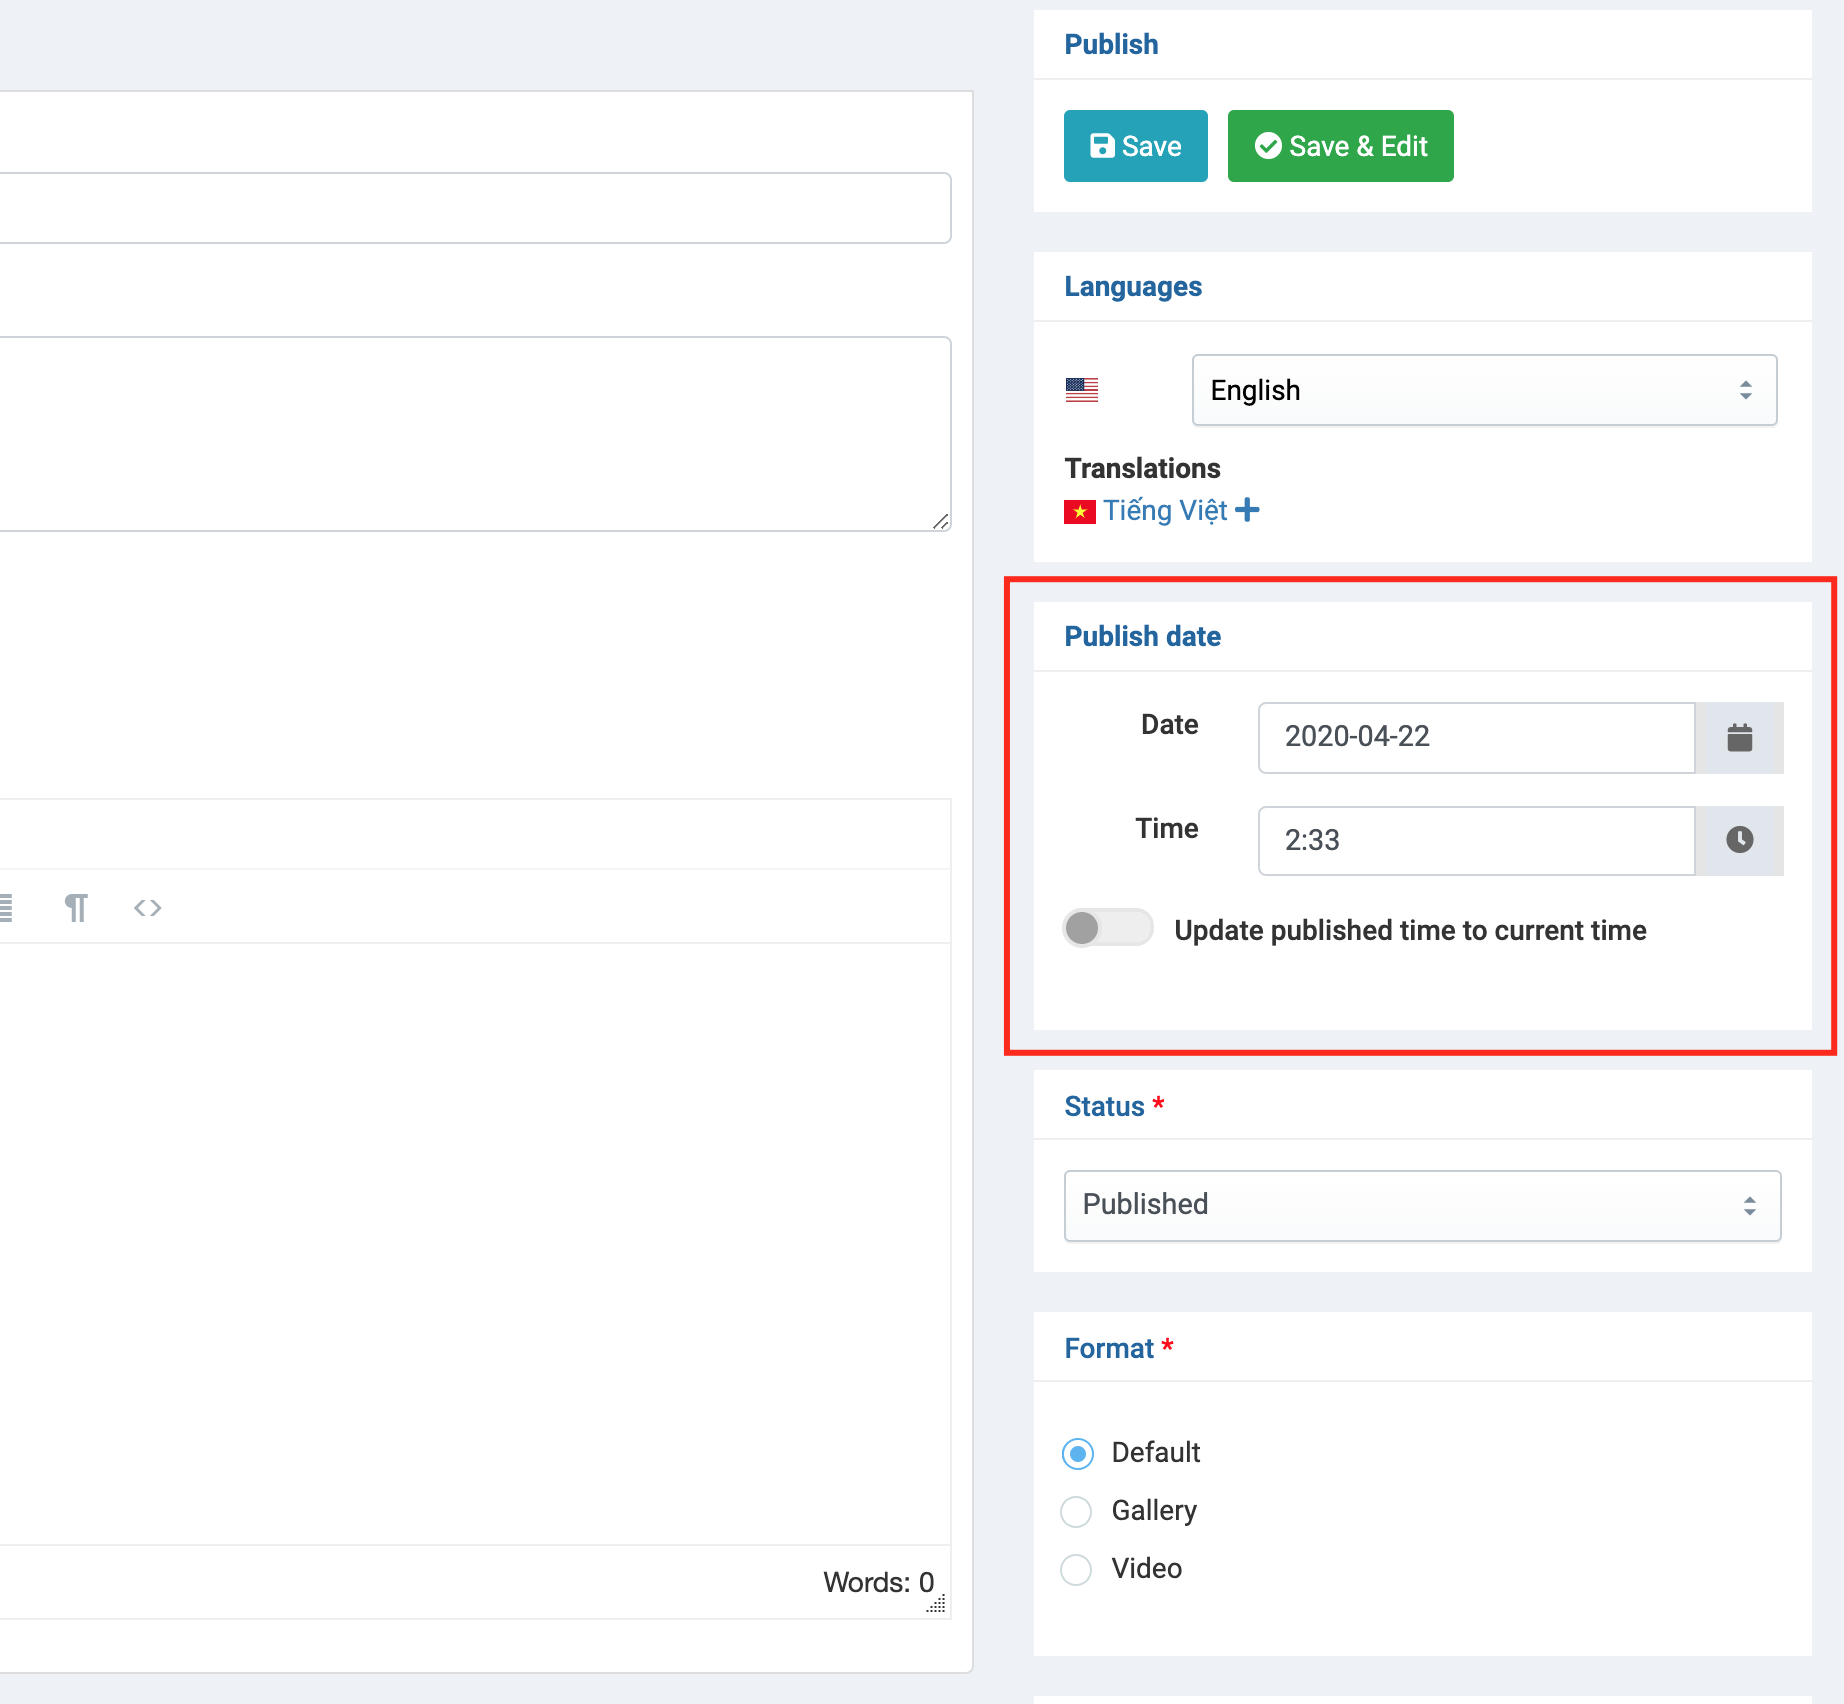 Publish
Save
Save & Edit
Languages
English
Translations
Tiếng Việt
Publish date
Date
2020-04-22
Time
2:33
Update published time to current time
Status *
Published
Format *
Default
Gallery
Video
Words: 0